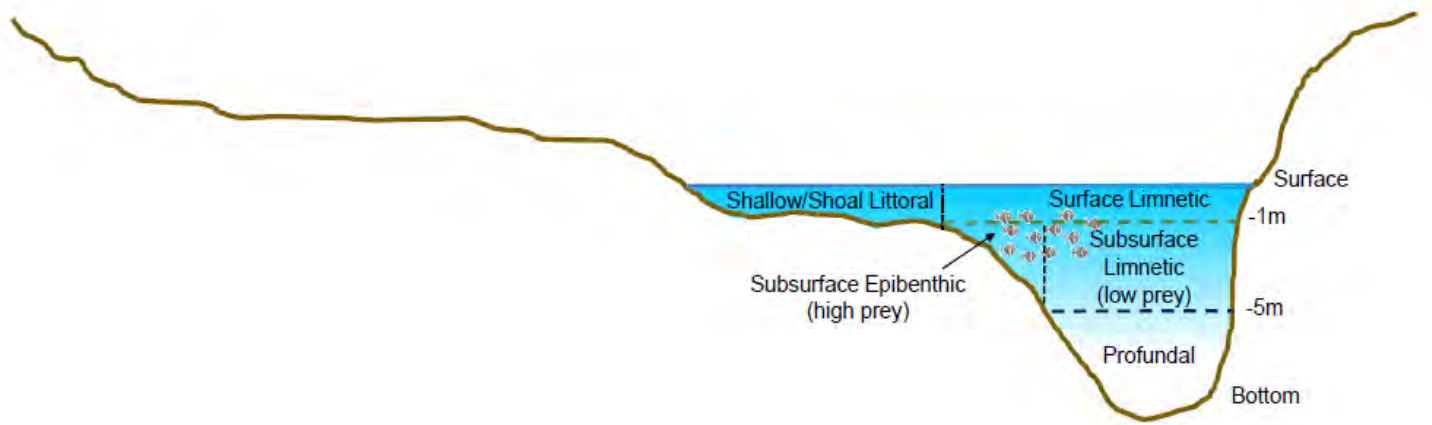 Surface
Shallow/Shoal Littoral
Surface Limnetic
-1m
Subsurface
Limnetic
(low prey)
Subsurface Epibenthic
(high prey)
-5m
Profundal
Bottom